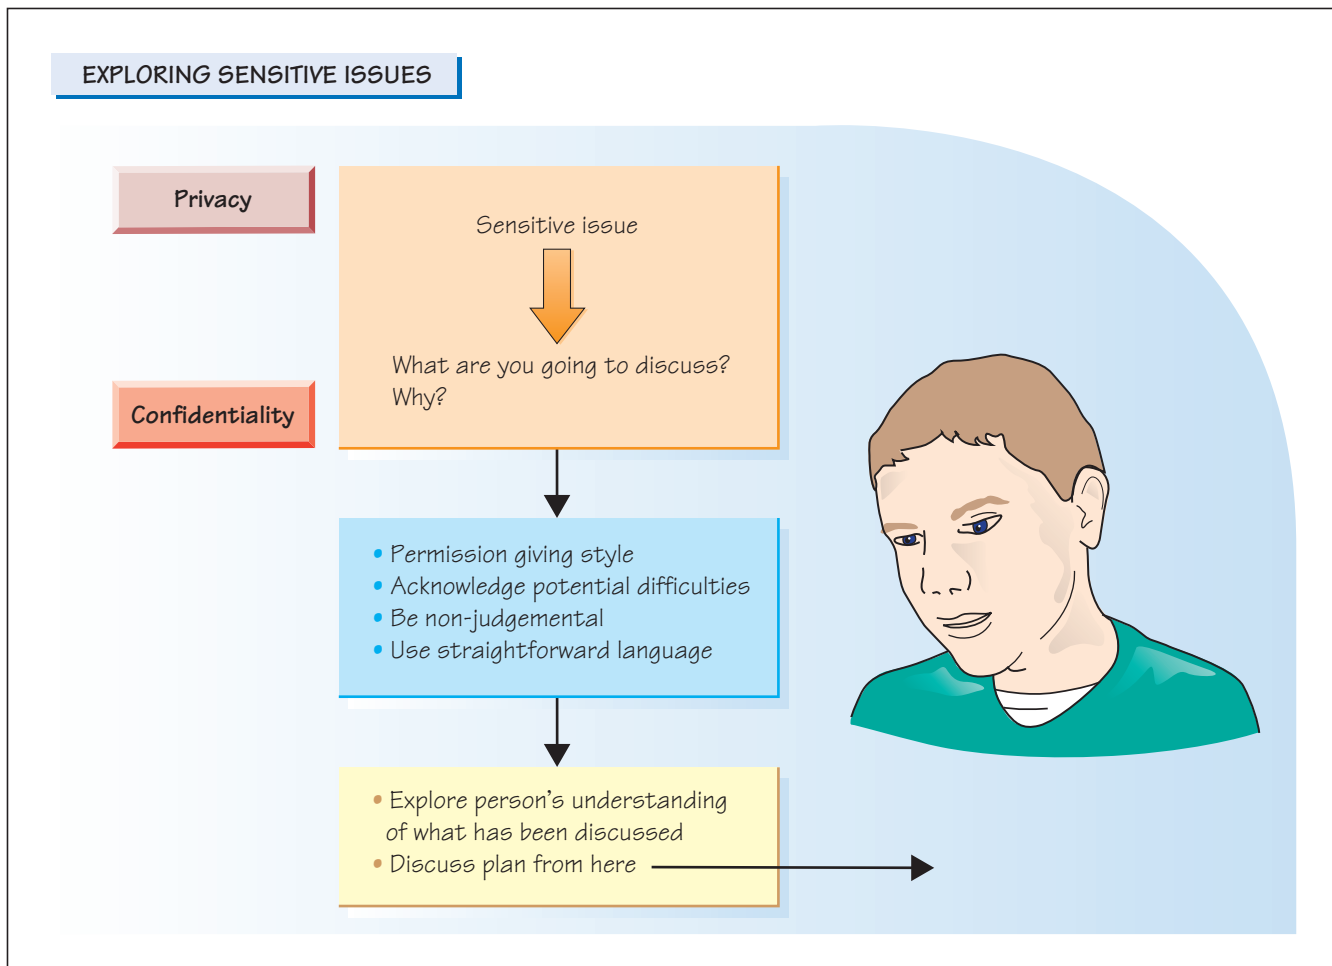 EXPLORING SENSITIVE ISSUES
Privacy
Sensitive issue
What are you going to discuss?
Why?
Confidentiality
• Permission giving style
• Acknowledge potential difficulties
• Be non-judgemental
• Use straightforward language
• Explore person's understanding
of what has been discussed
• Discuss plan from here